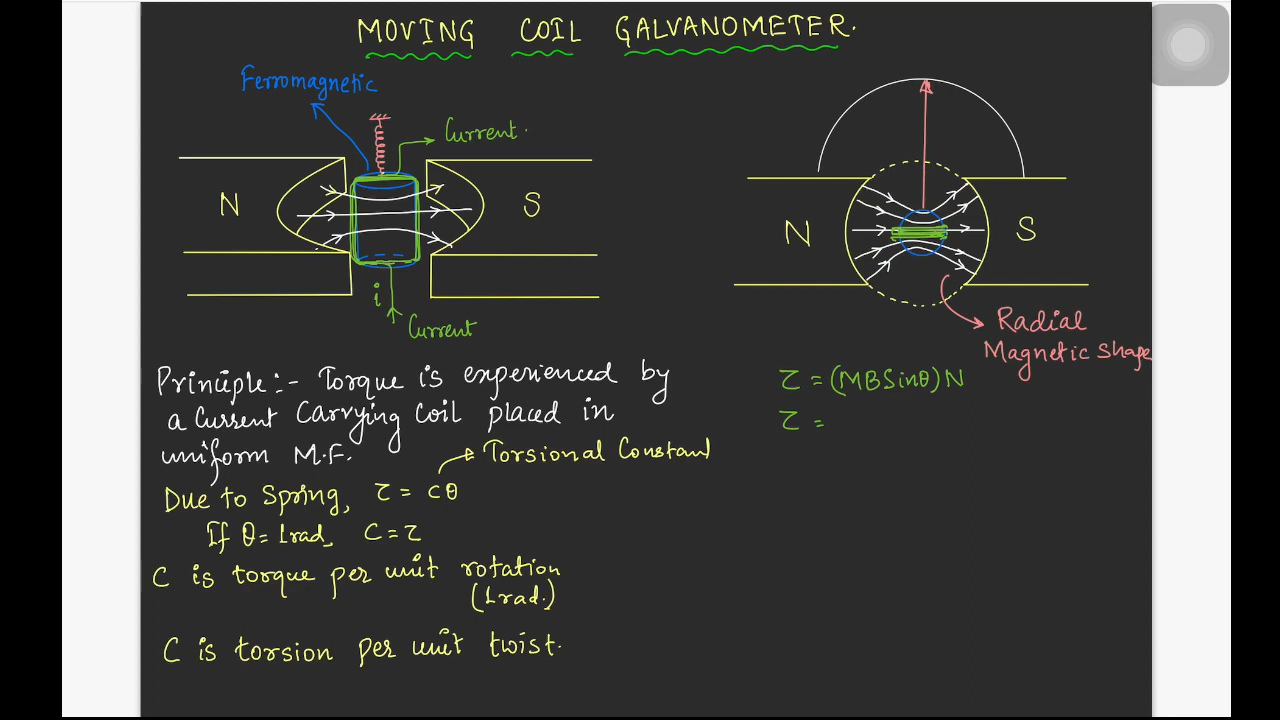 MOVING COIL GALVANOMETER.
Ferromagnetic
Current.
N
S
i
Current
N
S
Radial
Magnetic Shape
Principle:- Torque is experienced by
a Current Carrying Coil placed in
uniform M.F.
Torsional Constant
Due to Spring, τ = cθ
If θ = 1rad, C = τ
C is torque per unit rotation
(1rad.)
C is torsion per unit twist.
τ = (MBSinθ)N
τ =